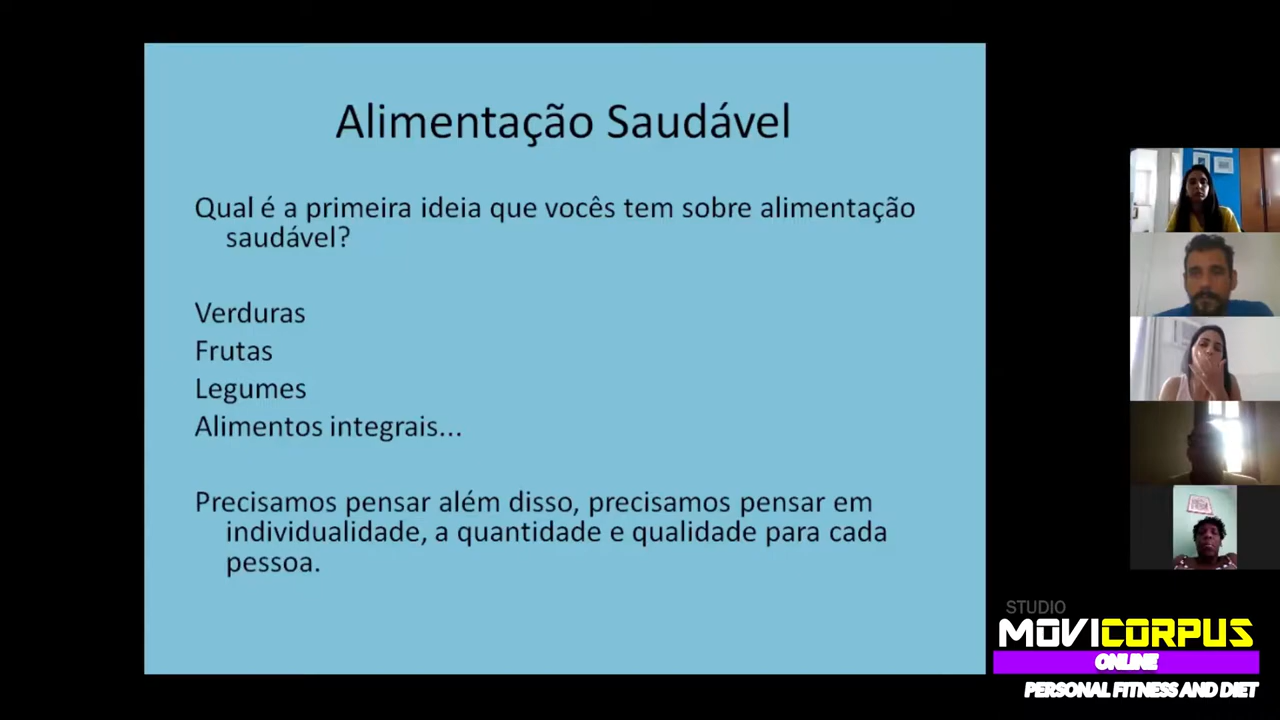 Alimentação Saudável
Qual é a primeira ideia que vocês tem sobre alimentação
saudável?
Verduras
Frutas
Legumes
Alimentos integrais...
Precisamos pensar além disso, precisamos pensar em
individualidade, a quantidade e qualidade para cada
pessoa.
STUDIO
MOVICORPUS
ONLINE
PERSONAL FITNESS AND DIET